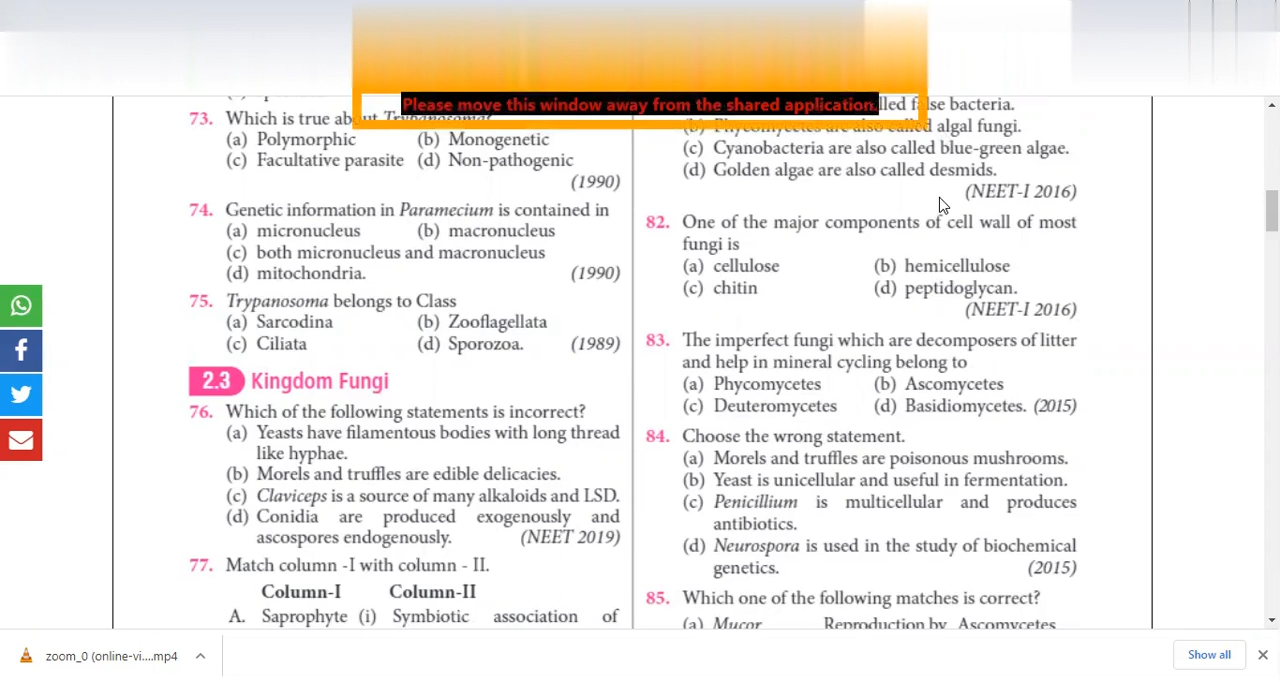 Please move this window away from the shared application.
73. Which is true about Trypanosoma?
(a) Polymorphic (b) Monogenetic
(c) Facultative parasite (d) Non-pathogenic
(1990)
74. Genetic information in Paramecium is contained in
(a) micronucleus (b) macronucleus
(c) both micronucleus and macronucleus
(d) mitochondria. (1990)
75. Trypanosoma belongs to Class
(a) Sarcodina (b) Zooflagellata
(c) Ciliata (d) Sporozoa. (1989)
2.3 Kingdom Fungi
76. Which of the following statements is incorrect?
(a) Yeasts have filamentous bodies with long thread
like hyphae.
(b) Morels and truffles are edible delicacies.
(c) Claviceps is a source of many alkaloids and LSD.
(d) Conidia are produced exogenously and
ascospores endogenously. (NEET 2019)
77. Match column -I with column - II.
Column-I Column-II
A. Saprophyte (i) Symbiotic association of
false bacteria.
(b) Phycomycetes are also called algal fungi.
(c) Cyanobacteria are also called blue-green algae.
(d) Golden algae are also called desmids.
(NEET-I 2016)
82. One of the major components of cell wall of most
fungi is
(a) cellulose (b) hemicellulose
(c) chitin (d) peptidoglycan.
(NEET-I 2016)
83. The imperfect fungi which are decomposers of litter
and help in mineral cycling belong to
(a) Phycomycetes (b) Ascomycetes
(c) Deuteromycetes (d) Basidiomycetes. (2015)
84. Choose the wrong statement.
(a) Morels and truffles are poisonous mushrooms.
(b) Yeast is unicellular and useful in fermentation.
(c) Penicillium is multicellular and produces
antibiotics.
(d) Neurospora is used in the study of biochemical
genetics. (2015)
85. Which one of the following matches is correct?
(a) Mucor Reproduction by Ascomycetes
zoom_0 (online-vi....mp4
Show all